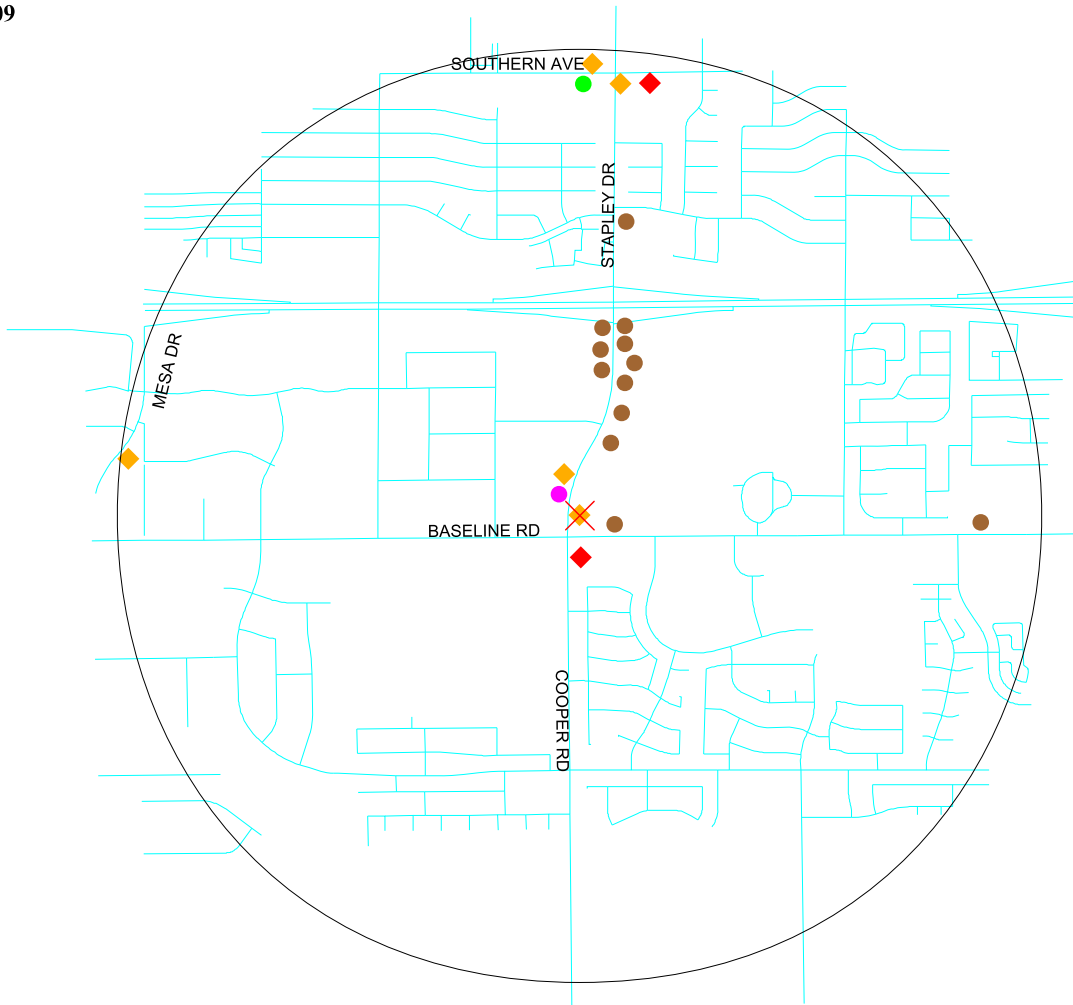 09
SOUTHERN AVE
STAPLEY DR
MESA DR
BASELINE RD
COOPER RD